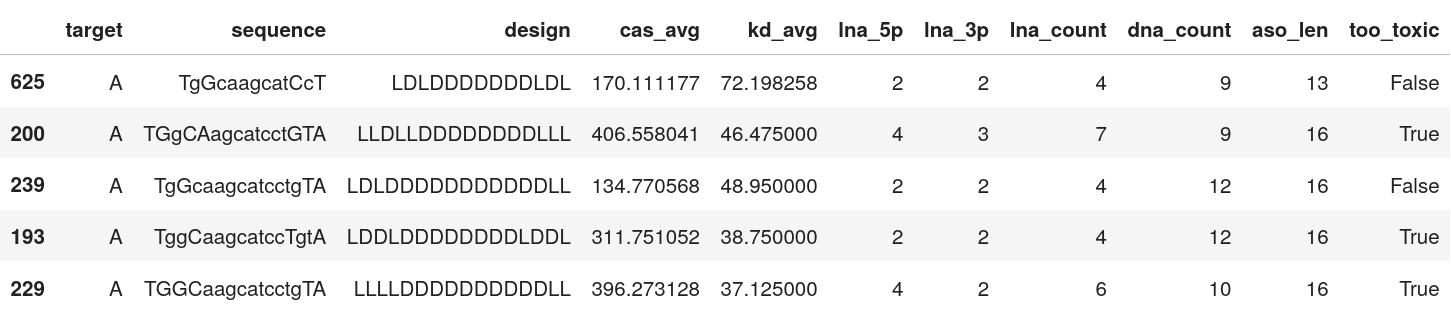 target sequence design cas_avg kd_avg lna_5p lna_3p lna_count dna_count aso_len too_toxic
625 A TgGcaagcatCcT LDLDDDDDDDLDL 170.111177 72.198258 2 2 4 9 13 False
200 A TGgCAagcatcctGTA LLDLLDDDDDDDDLLL 406.558041 46.475000 4 3 7 9 16 True
239 A TgGcaagcatcctgTA LDLDDDDDDDDDDDLL 134.770568 48.950000 2 2 4 12 16 False
193 A TggCaagcatccTgtA LDDLDDDDDDDDLDDL 311.751052 38.750000 2 2 4 12 16 True
229 A TGGCaagcatcctgTA LLLLDDDDDDDDDDLL 396.273128 37.125000 4 2 6 10 16 True